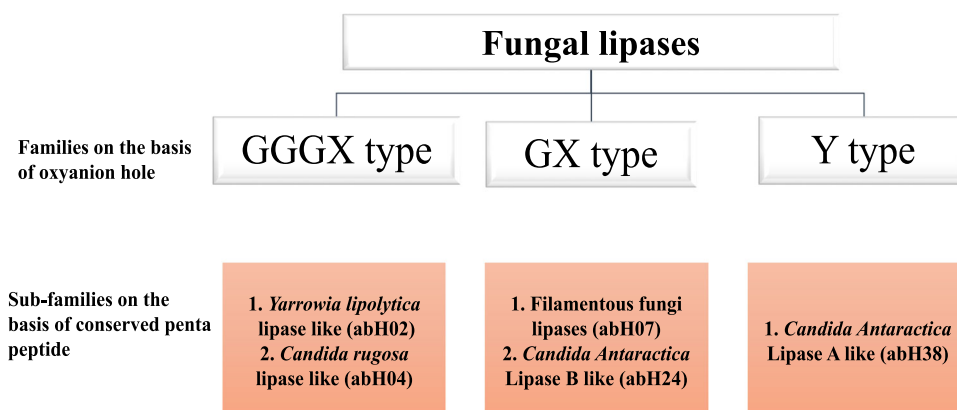 Fungal lipases
Families on the basis
of oxyanion hole
GGGX type
GX type
Y type
Sub-families on the
basis of conserved penta
peptide
1. Yarrowia lipolytica
lipase like (abH02)
2. Candida rugosa
lipase like (abH04)
1. Filamentous fungi
lipases (abH07)
2. Candida Antaractica
Lipase B like (abH24)
1. Candida Antaractica
Lipase A like (abH38)